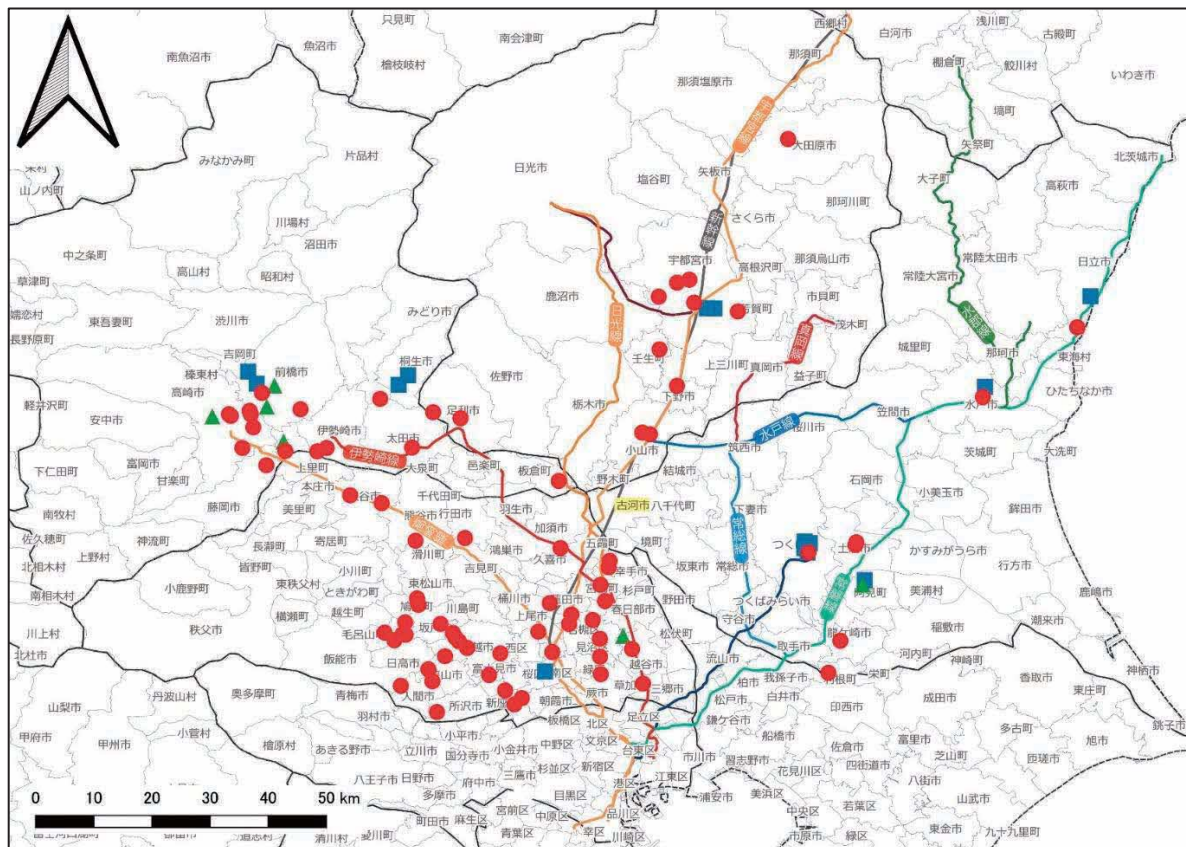 只見町
浅川町
西郷村
白河市
古殿町
魚沼市
南会津町
那須町
南魚沼市
檜枝岐村
棚倉町
鮫川村
いわき市
那須塩原市
塙町
みなかみ町
片品村
日光市
大田原市
矢祭町
北茨城市
山ノ内町
塩谷町
矢板市
大子町
高萩市
川場村
那珂川町
中之条町
沼田市
さくら市
新幹線
高山村
昭和村
宇都宮市
高根沢町
那須烏山市
常陸大宮市
常陸太田市
日立市
草津町
鹿沼市
嬬恋村
東吾妻町
渋川市
みどり市
日光線
芳賀町
市貝町
茂木町
長野原町
吉岡町
桐生市
壬生町
上三川町
真岡市
真岡線
城里町
那珂市
水郡線
東海村
榛東村
前橋市
佐野市
益子町
ひたちなか市
高崎市
栃木市
下野市
軽井沢町
安中市
足利市
笠間市
水戸市
伊勢崎市
太田市
小山市
水戸線
桜川市
筑西市
茨城町
大洗町
伊勢崎線
邑楽町
下仁田町
富岡市
上里町
大泉町
板倉町
野木町
結城市
石岡市
甘楽町
本庄市
千代田町
小美玉市
藤岡市
美里町
熊谷市
行田市
羽生市
古河市
八千代町
下妻市
鉾田市
南牧村
加須市
佐久穂町
神流町
長瀞町
寄居町
鴻巣市
五霞町
境町
常総線
かすみがうら市
上野村
皆野町
滑川町
久喜市
幸手市
坂東市
常総市
行方市
北相木村
小鹿野町
小川町
吉見町
南相木村
東秩父村
東松山市
杉戸町
つくばみらい市
阿見町
美浦村
鹿嶋市
ときがわ町
桶川市
横瀬町
越生町
川島町
上尾市
春日部市
野田市
守谷市
稲敷市
潮来市
川上村
秩父市
毛呂山町
松伏町
龍ケ崎市
北杜市
飯能市
日高市
取手市
河内町
神崎町
流山市
栄町
香取市
神栖市
越谷市
我孫子市
利根町
丹波山村
奥多摩町
青梅市
三郷市
柏市
東庄町
山梨市
羽村市
所沢市
朝霞市
蕨市
松戸市
白井市
印西市
成田市
銚子市
小菅村
小平市
板橋区
北区
足立区
鎌ケ谷市
多古町
甲府市
甲州市
檜原村
あきる野市
立川市
国分寺市
小金井市
中野区
文京区
台東区
市川市
船橋市
佐倉市
富里市
芝山町
旭市
八王子市
日野市
府中市
三鷹市
杉並区
新宿区
習志野市
四街道市
匝瑳市
多摩市
目黒区
港区
江東区
浦安市
美浜区
花見川区
八街市
山武市
0 10 20 30 40 50 km
町田市
麻生区
宮前区
中原区
品川区
中央区
若葉区
道志村
清川村
愛川町
青葉区
幸区
川崎区
市原市
緑区
東金市
九十九里町